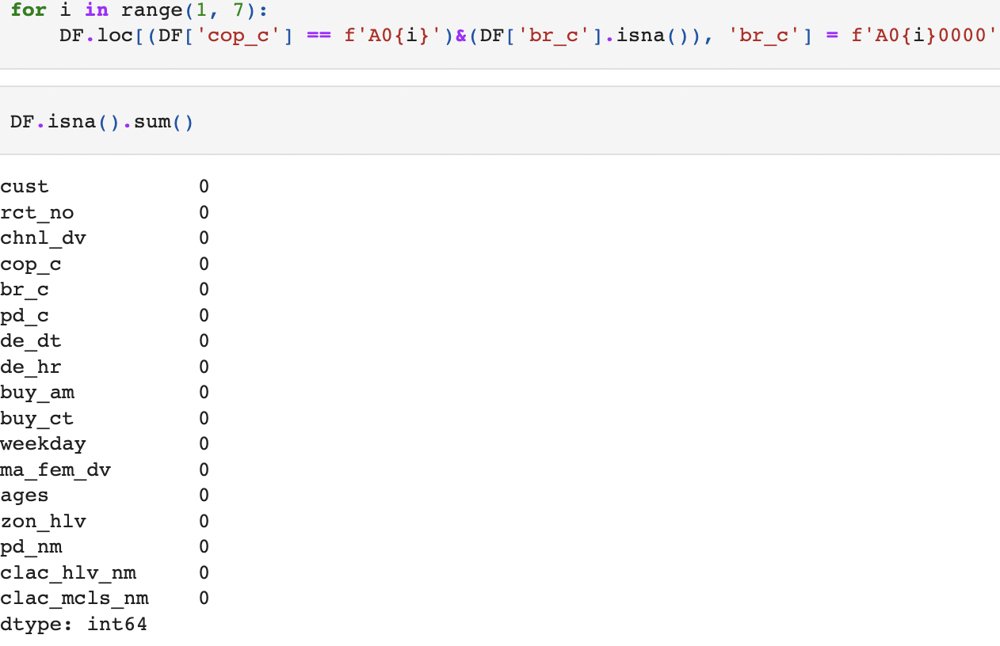 for i in range(1, 7):
    DF.loc[(DF['cop_c'] == f'A0{i}')&(DF['br_c'].isna()), 'br_c'] = f'A0{i}0000'
DF.isna().sum()
cust 0
rct_no 0
chnl_dv 0
cop_c 0
br_c 0
pd_c 0
de_dt 0
de_hr 0
buy_am 0
buy_ct 0
weekday 0
ma_fem_dv 0
ages 0
zon_hlv 0
pd_nm 0
clac_hlv_nm 0
clac_mcls_nm 0
dtype: int64